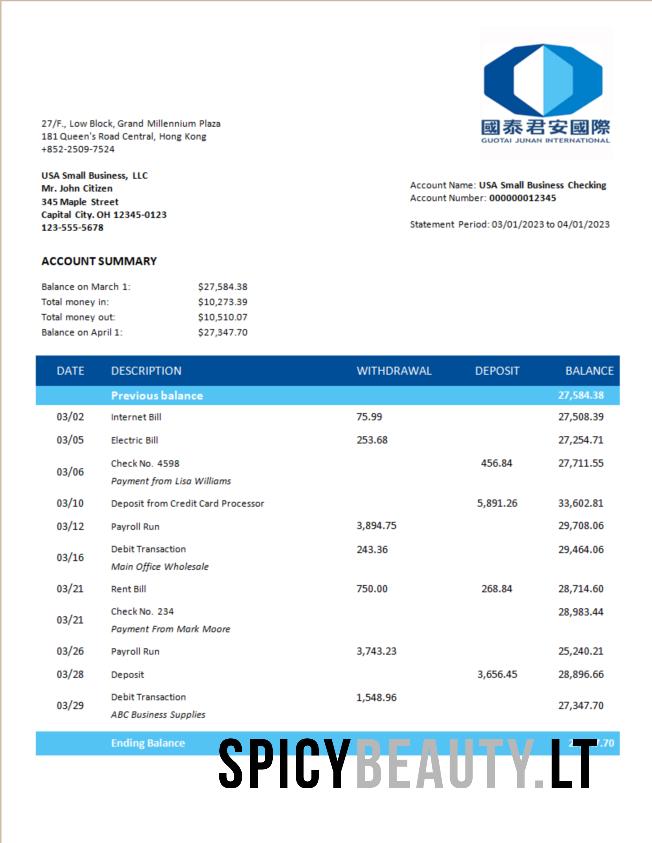 國泰君安國際
GUOTAI JUNAN INTERNATIONAL
27/F., Low Block, Grand Millennium Plaza
181 Queen's Road Central, Hong Kong
+852-2509-7524
USA Small Business, LLC
Mr. John Citizen
345 Maple Street
Capital City. OH 12345-0123
123-555-5678
Account Name: USA Small Business Checking
Account Number: 000000012345
Statement Period: 03/01/2023 to 04/01/2023
ACCOUNT SUMMARY
Balance on March 1: $27,584.38
Total money in: $10,273.39
Total money out: $10,510.07
Balance on April 1: $27,347.70
DATE DESCRIPTION WITHDRAWAL DEPOSIT BALANCE
Previous balance 27,584.38
03/02 Internet Bill 75.99 27,508.39
03/05 Electric Bill 253.68 27,254.71
03/06 Check No. 4598 456.84 27,711.55
Payment from Lisa Williams
03/10 Deposit from Credit Card Processor 5,891.26 33,602.81
03/12 Payroll Run 3,894.75 29,708.06
03/16 Debit Transaction 243.36 29,464.06
Main Office Wholesale
03/21 Rent Bill 750.00 268.84 28,714.60
03/21 Check No. 234 28,983.44
Payment From Mark Moore
03/26 Payroll Run 3,743.23 25,240.21
03/28 Deposit 3,656.45 28,896.66
03/29 Debit Transaction 1,548.96 27,347.70
ABC Business Supplies
Ending Balance
SPICYBEAUTY.LT